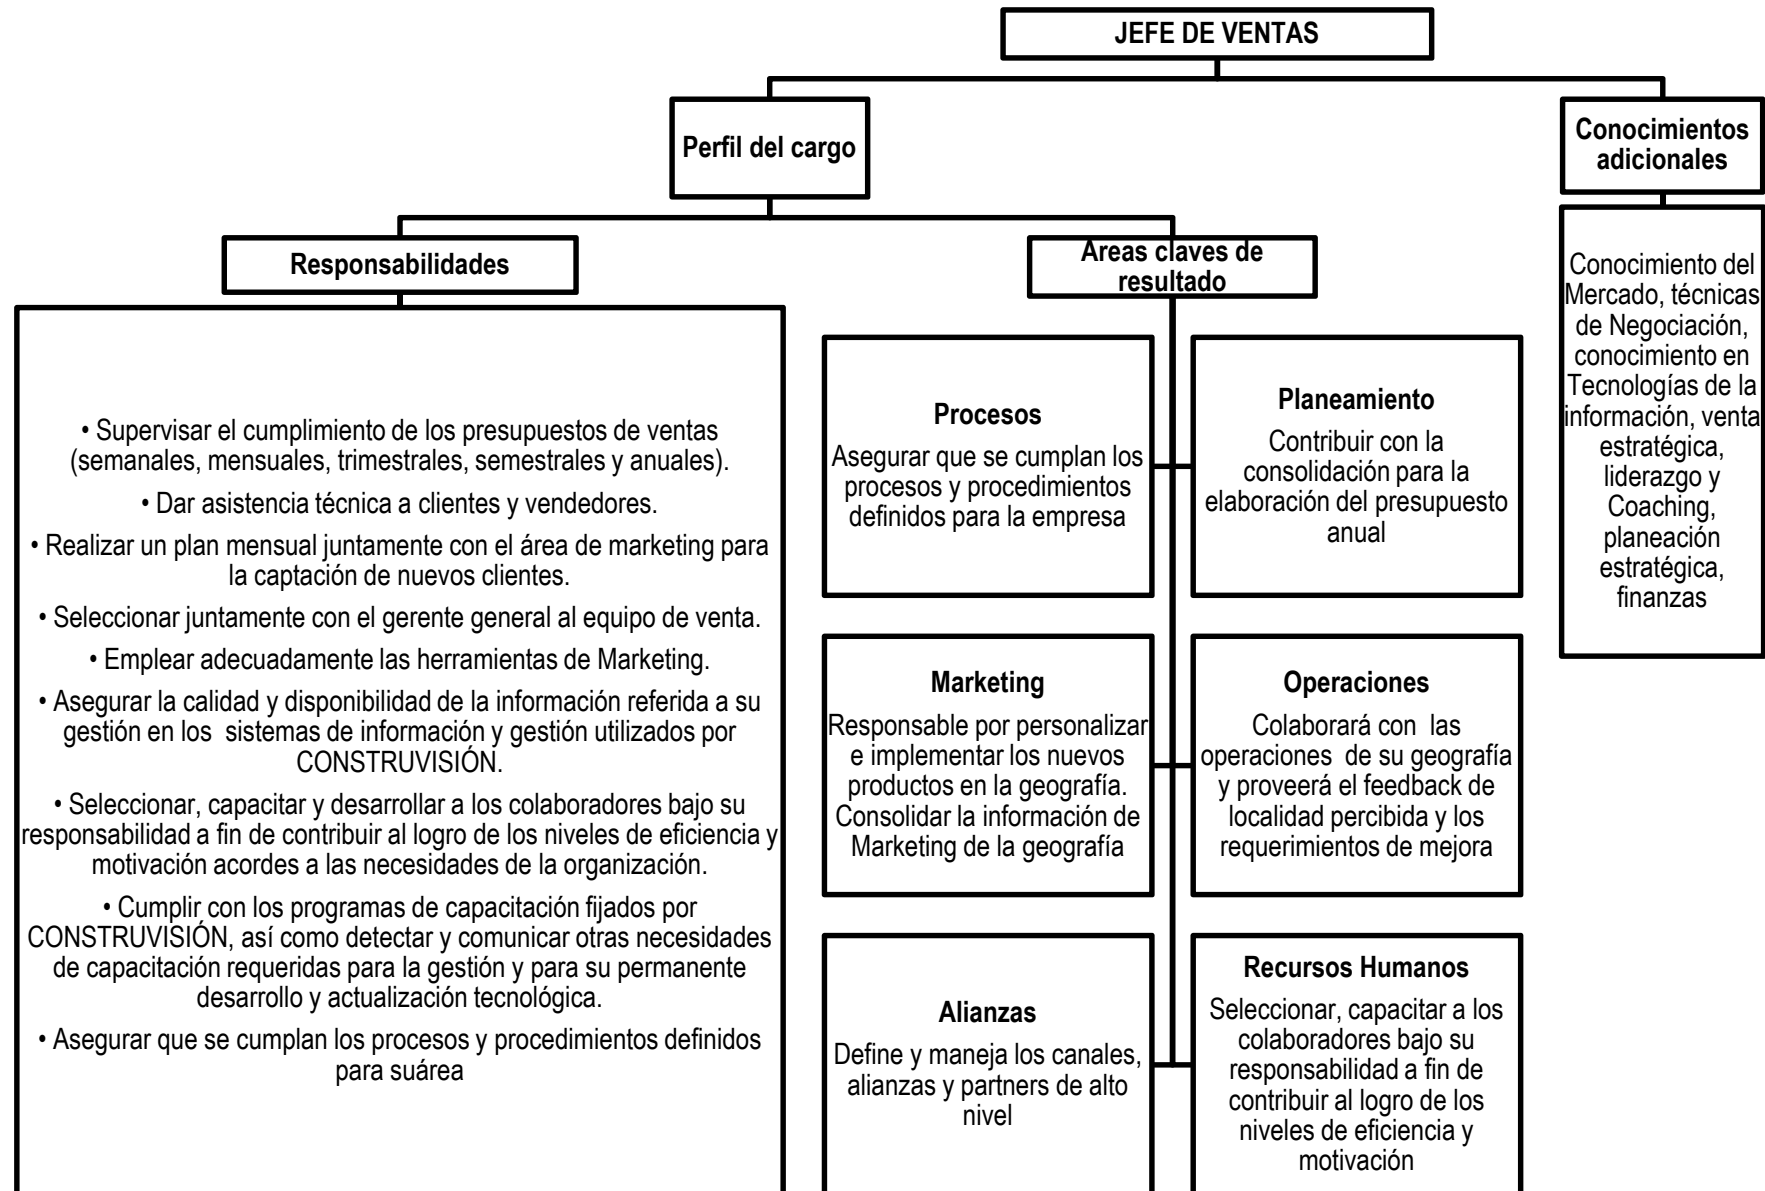 JEFE DE VENTAS
Perfil del cargo
Conocimientos
adicionales
Responsabilidades
• Supervisar el cumplimiento de los presupuestos de ventas
(semanales, mensuales, trimestrales, semestrales y anuales).
• Dar asistencia técnica a clientes y vendedores.
• Realizar un plan mensual juntamente con el área de marketing para
la captación de nuevos clientes.
• Seleccionar juntamente con el gerente general al equipo de venta.
• Emplear adecuadamente las herramientas de Marketing.
• Asegurar la calidad y disponibilidad de la información referida a su
gestión en los  sistemas de información y gestión utilizados por
CONSTRUVISIÓN.
• Seleccionar, capacitar y desarrollar a los colaboradores bajo su
responsabilidad a fin de contribuir al logro de los niveles de eficiencia y
motivación acordes a las necesidades de la organización.
• Cumplir con los programas de capacitación fijados por
CONSTRUVISIÓN, así como detectar y comunicar otras necesidades
de capacitación requeridas para la gestión y para su permanente
desarrollo y actualización tecnológica.
• Asegurar que se cumplan los procesos y procedimientos definidos
para suárea
Areas claves de
resultado
Procesos
Asegurar que se cumplan los
procesos y procedimientos
definidos para la empresa
Planeamiento
Contribuir con la
consolidación para la
elaboración del presupuesto
anual
Marketing
Responsable por personalizar
e implementar los nuevos
productos en la geografía.
Consolidar la información de
Marketing de la geografía
Operaciones
Colaborará con  las
operaciones  de su geografía
y proveerá el feedback de
localidad percibida y los
requerimientos de mejora
Alianzas
Define y maneja los canales,
alianzas y partners de alto
nivel
Recursos Humanos
Seleccionar, capacitar a los
colaboradores bajo su
responsabilidad a fin de
contribuir al logro de los
niveles de eficiencia y
motivación
Conocimiento del
Mercado, técnicas
de Negociación,
conocimiento en
Tecnologías de la
información, venta
estratégica,
liderazgo y
Coaching,
planeación
estratégica,
finanzas